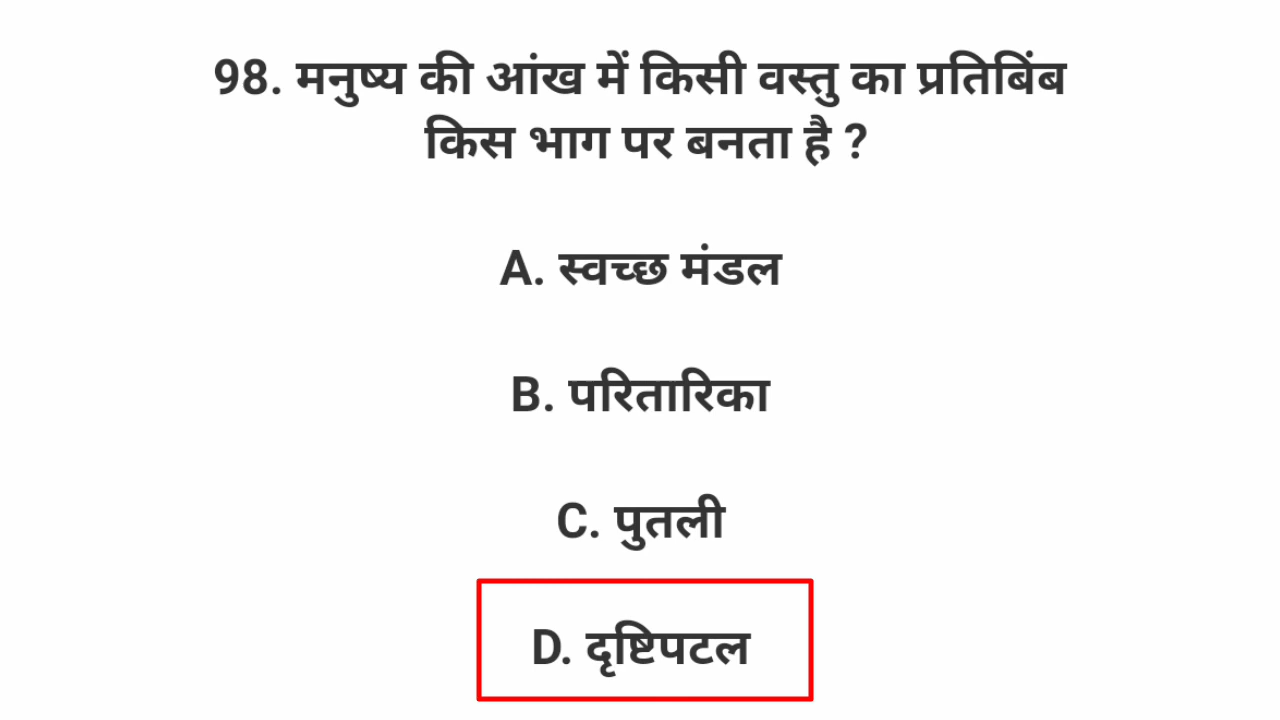 98. मनुष्य की आंख में किसी वस्तु का प्रतिबिंब
किस भाग पर बनता है ?
A. स्वच्छ मंडल
B. परितारिका
C. पुतली
D. दृष्टिपटल